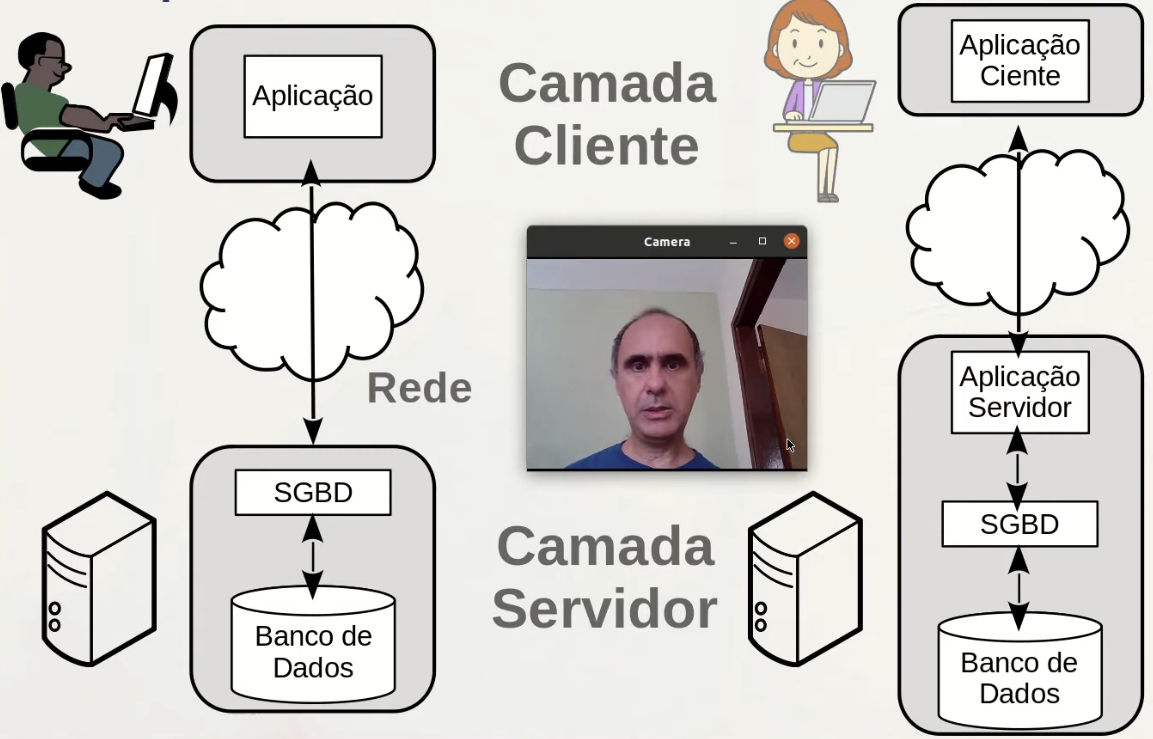 Aplicação
Camada
Cliente
Aplicação
Ciente
Camera
Rede
Aplicação
Servidor
SGBD
SGBD
Camada
Servidor
Banco de
Dados
Banco de
Dados